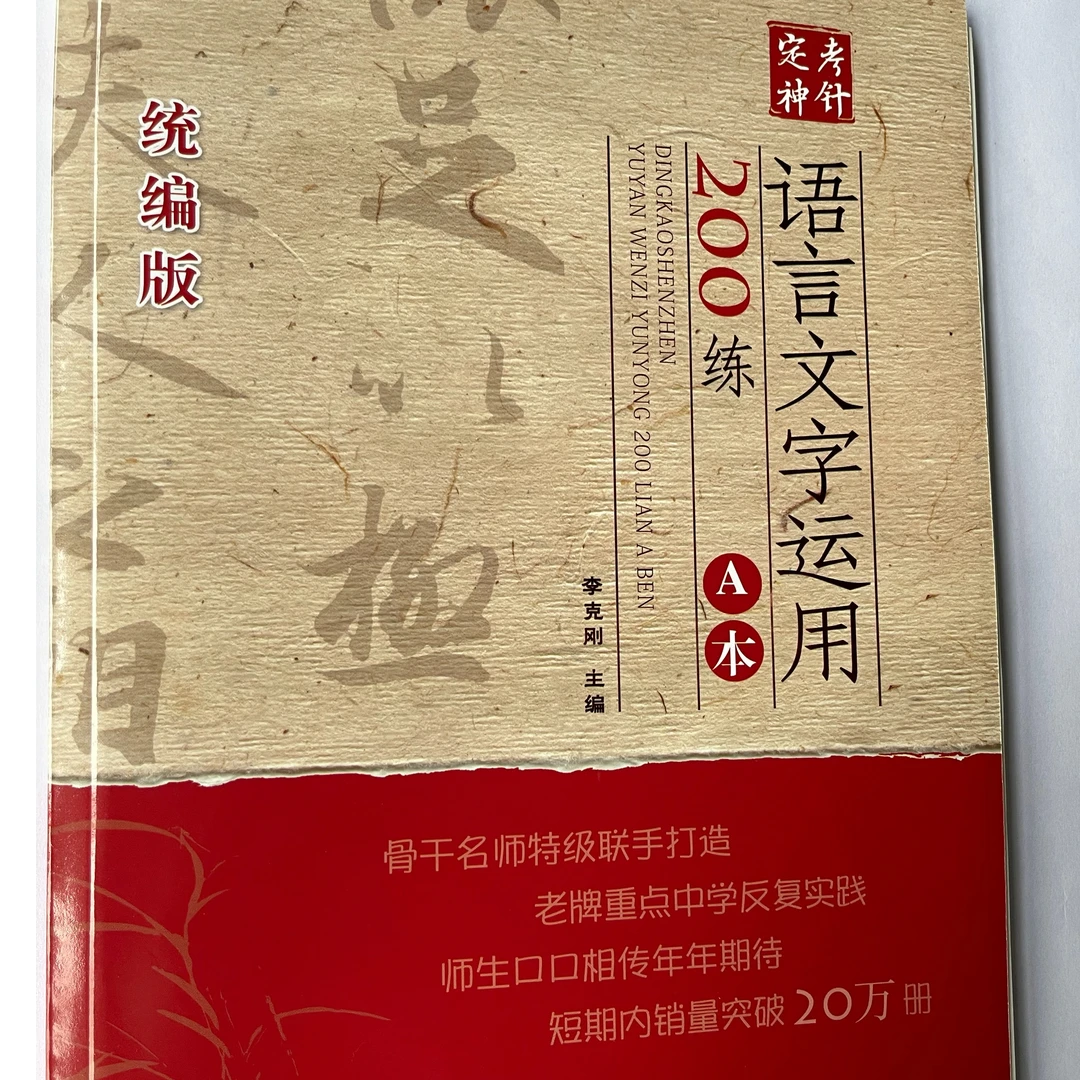 定考
神针
语言文字运用
200练
A本
DINGKAOSHENZHEN
YUYAN WENZI YUNYONG 200 LIAN A BEN
李克刚 主编
统编版
足以極
骨干名师特级联手打造
老牌重点中学反复实践
师生口口相传年年期待
短期内销量突破20万册